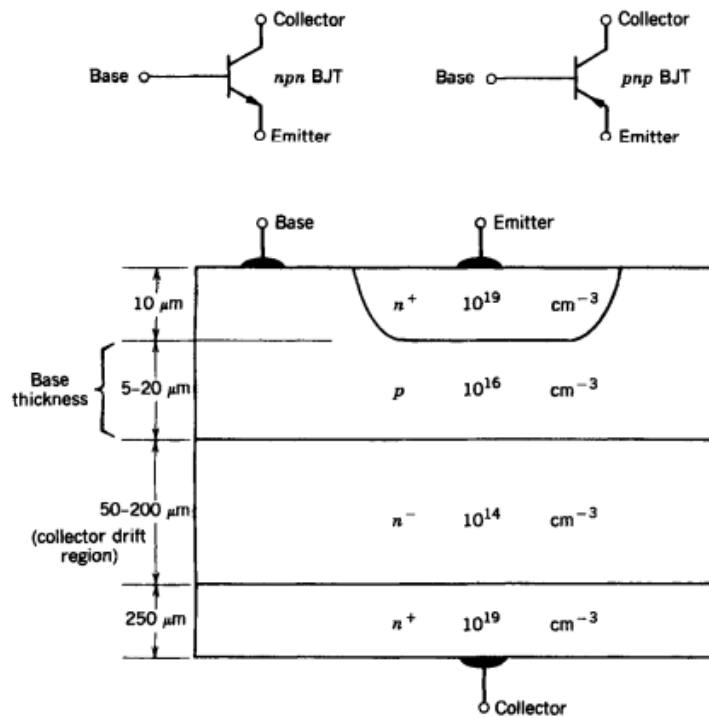 Collector
Collector
Base
npn BJT
Base
pnp BJT
Emitter
Emitter
Base
Emitter
10 μm
n⁺ 10¹⁹ cm⁻³
Base
thickness
5-20 μm
p 10¹⁶ cm⁻³
50-200 μm
(collector drift
region)
n⁻ 10¹⁴ cm⁻³
250 μm
n⁺ 10¹⁹ cm⁻³
Collector